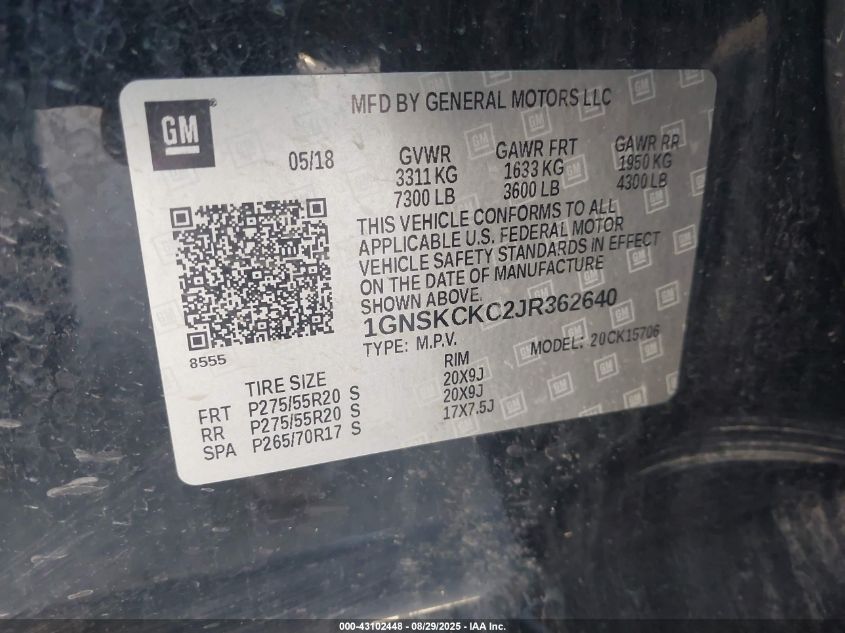 GM
MFD BY GENERAL MOTORS LLC
05/18
GVWR
3311 KG
7300 LB
GAWR FRT
1633 KG
3600 LB
GAWR RR
1950 KG
4300 LB
THIS VEHICLE CONFORMS TO ALL
APPLICABLE U.S. FEDERAL MOTOR
VEHICLE SAFETY STANDARDS IN EFFECT
ON THE DATE OF MANUFACTURE
SHOWN ABOVE.
1GNSKCKC2JR362640
TYPE: M.P.V. MODEL: 20CK15706
8555
TIRE SIZE RIM
FRT P275/55R20 S 20X9J
RR P275/55R20 S 20X9J
SPA P265/70R17 S 17X7.5J
000-43102448 - 08/29/2025 - IAA Inc.